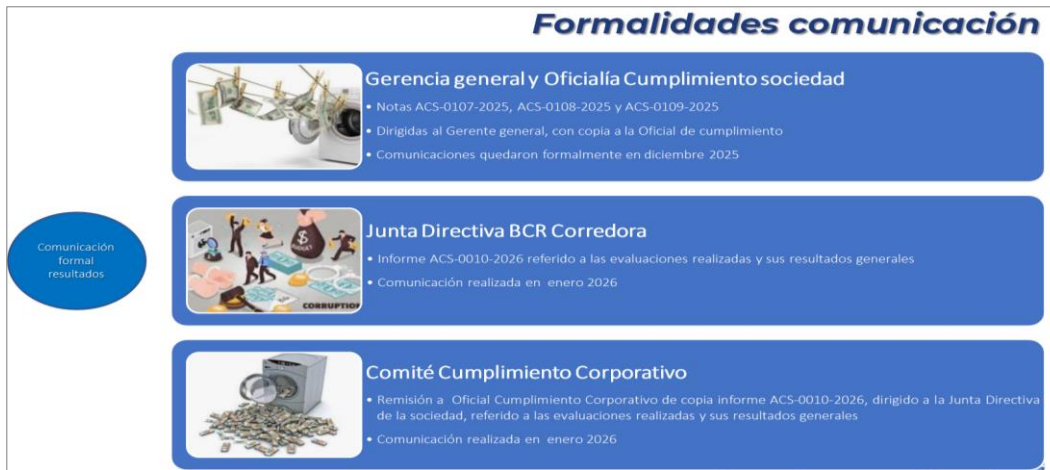 Formalidades comunicación
Gerencia general y Oficialía Cumplimiento sociedad
• Notas ACS-0107-2025, ACS-0108-2025 y ACS-0109-2025
• Dirigidas al Gerente general, con copia a la Oficial de cumplimiento
• Comunicaciones quedaron formalmente en diciembre 2025
Comunicación
formal
resultados
Junta Directiva BCR Corredora
• Informe ACS-0010-2026 referido a las evaluaciones realizadas y sus resultados generales
• Comunicación realizada en enero 2026
CORRUPTION
Comité Cumplimiento Corporativo
• Remisión a Oficial Cumplimiento Corporativo de copia informe ACS-0010-2026, dirigido a la Junta Directiva
de la sociedad, referido a las evaluaciones realizadas y sus resultados generales
• Comunicación realizada en enero 2026